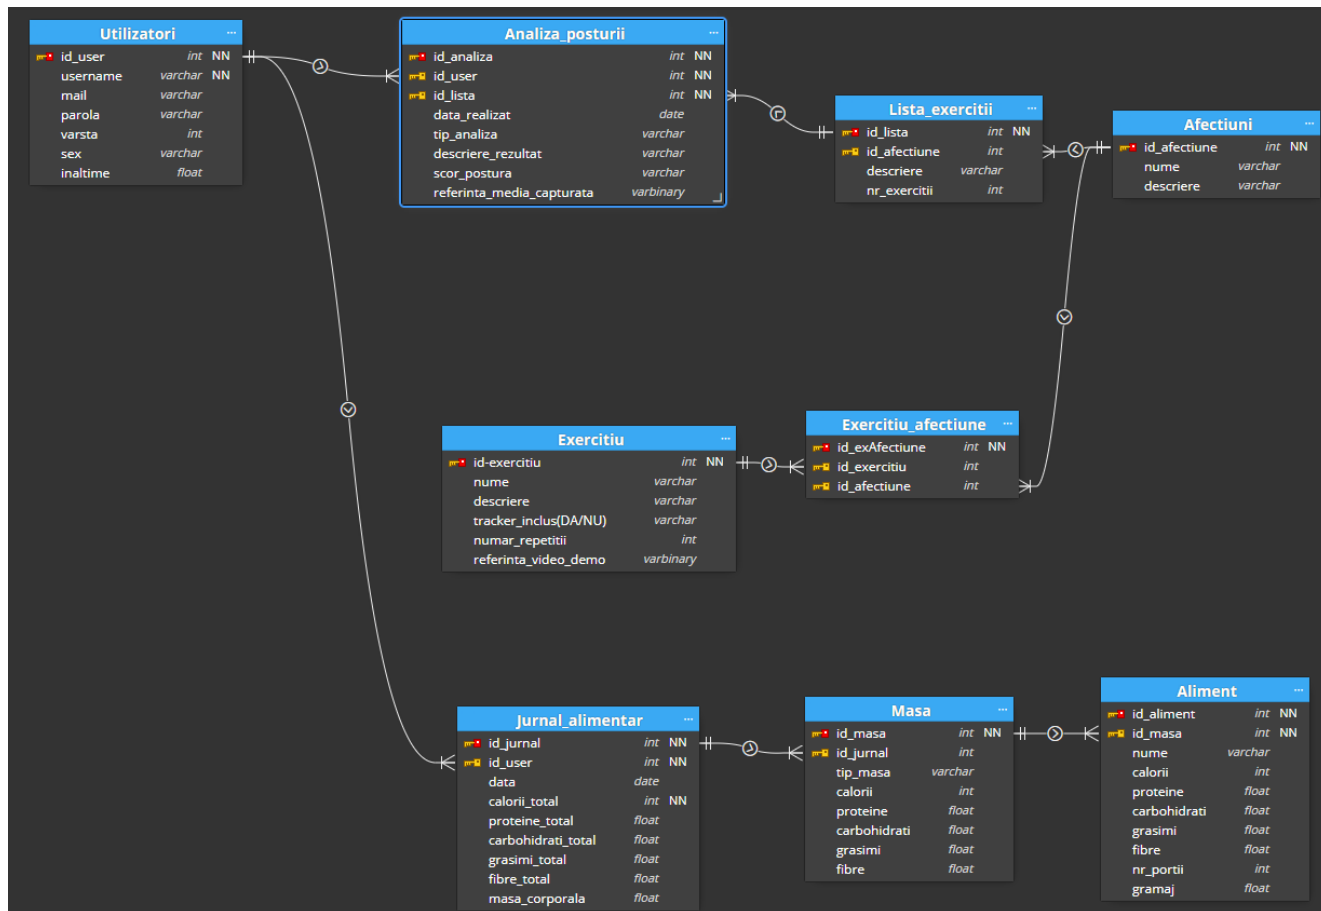 Utilizatori
id_user int NN
username varchar NN
mail varchar
parola varchar
varsta int
sex varchar
inaltime float
Analiza_posturii
id_analiza int NN
id_user int NN
id_lista int NN
data_realizat date
tip_analiza varchar
descriere_rezultat varchar
scor_postura varchar
referinta_media_capturata varbinary
Lista_exercitii
id_lista int NN
id_afectiune int
descriere varchar
nr_exercitii int
Afectiuni
id_afectiune int NN
nume varchar
descriere varchar
Exercitiu
id-exercitiu int NN
nume varchar
descriere varchar
tracker_inclus(DA/NU) varchar
numar_repetitii int
referinta_video_demo varbinary
Exercitiu_afectiune
id_exAfectiune int NN
id_exercitiu int
id_afectiune int
Jurnal_alimentar
id_jurnal int NN
id_user int NN
data date
calorii_total int NN
proteine_total float
carbohidrati_total float
grasimi_total float
fibre_total float
masa_corporala float
Masa
id_masa int NN
id_jurnal int
tip_masa varchar
calorii int
proteine float
carbohidrati float
grasimi float
fibre float
Aliment
id_aliment int NN
id_masa int NN
nume varchar
calorii int
proteine float
carbohidrati float
grasimi float
fibre float
nr_portii int
gramaj float